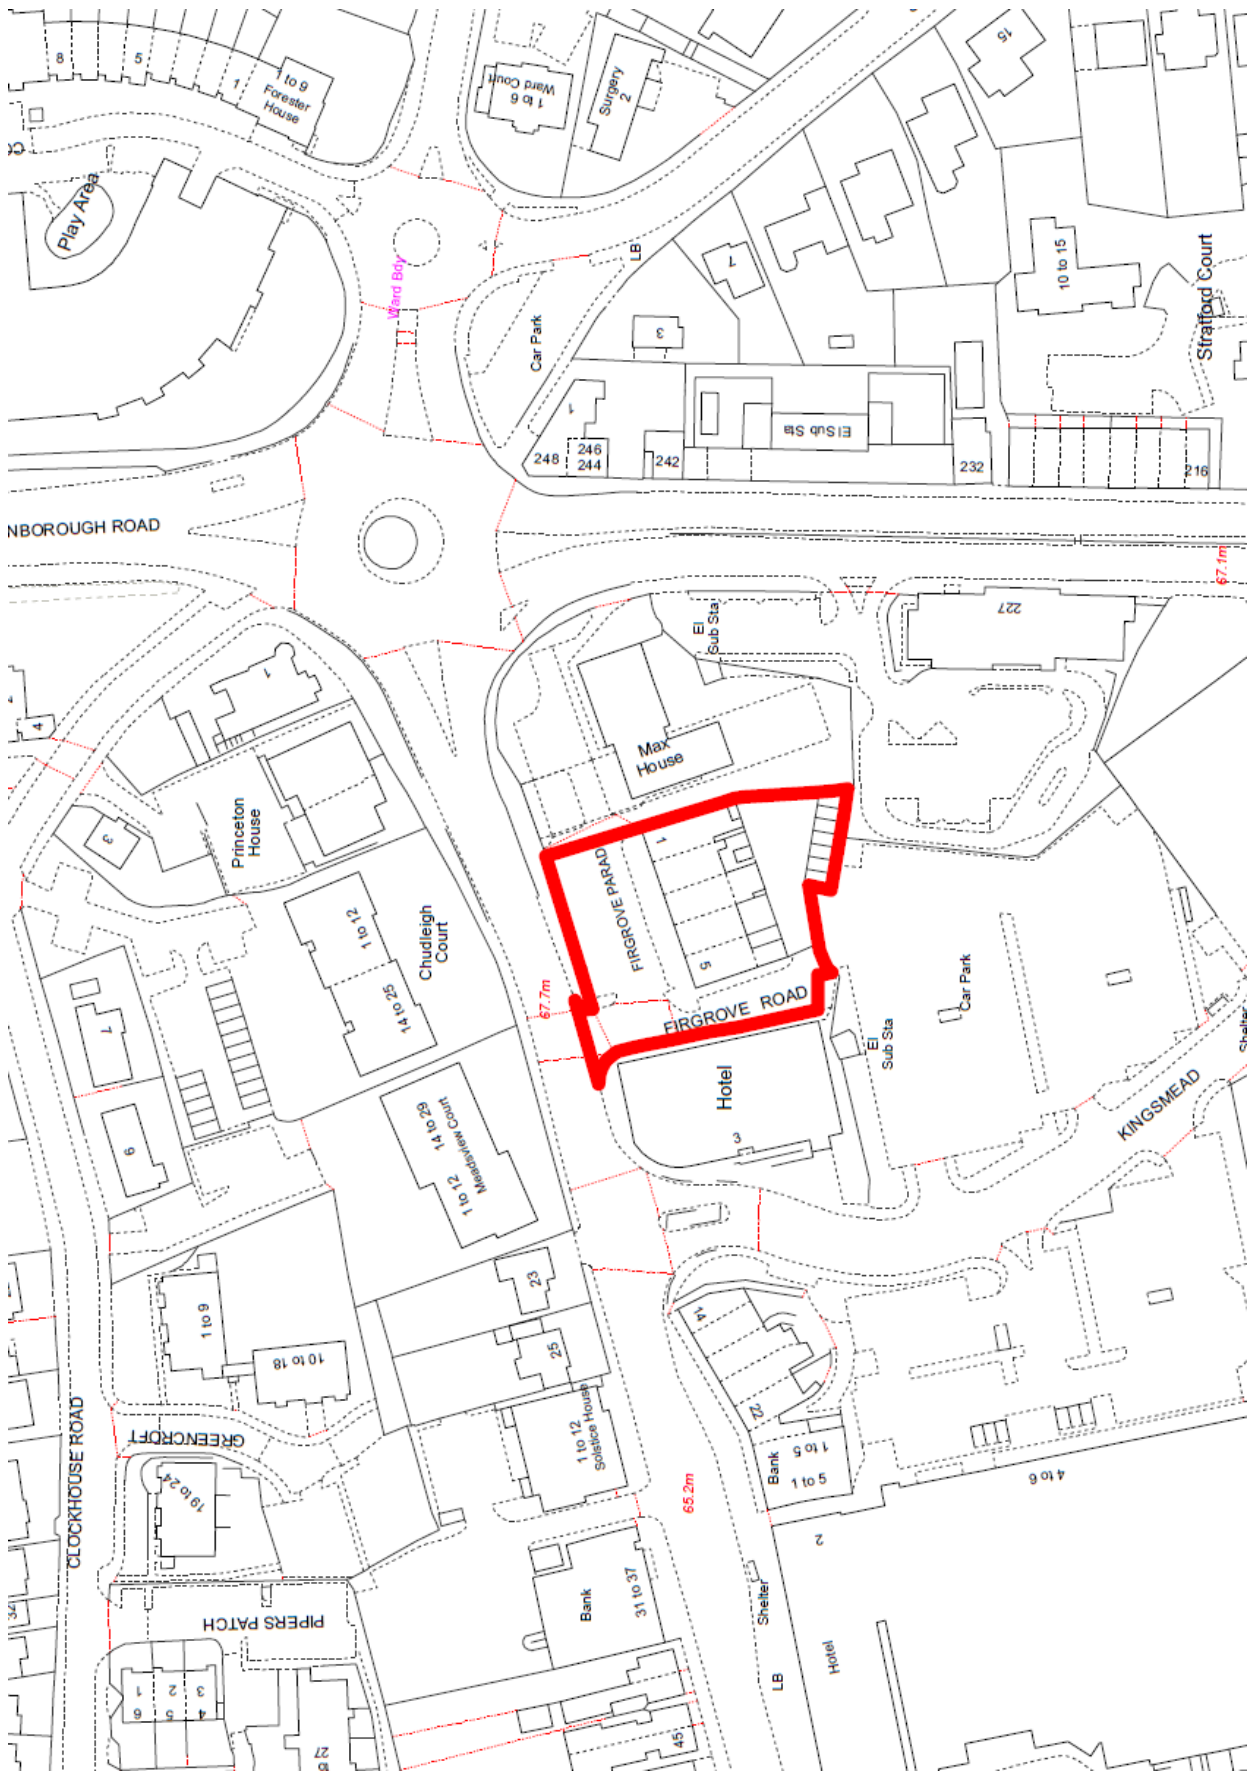 8
5
1
1 to 9
Forester
House
Play Area
1 to 6
Ward Court
Surgery
2
15
Ward Bdy
LB
7
10 to 15
Stratford Court
Car Park
3
1
El Sub Sta
248
246
244
242
232
216
NBOROUGH ROAD
67.1m
227
El
Sub Sta
1
4
Max
House
Princeton
House
3
FIRGROVE PARAD
1
5
1 to 12
14 to 25
Chudleigh
Court
67.7m
FIRGROVE ROAD
Car Park
El
Sub Sta
Shelter
7
9
Hotel
3
KINGSMEAD
14 to 29
1 to 12
Meadsview Court
23
25
1 to 9
10 to 18
14
22
CLOCKHOUSE ROAD
GREENCROFT
1 to 12
Solstice House
Bank
1 to 5
1 to 5
4 to 6
19 to 24
65.2m
2
Bank
31 to 37
Shelter
32
PIPERS PATCH
Hotel
LB
1
2
3
6
5
4
27
45